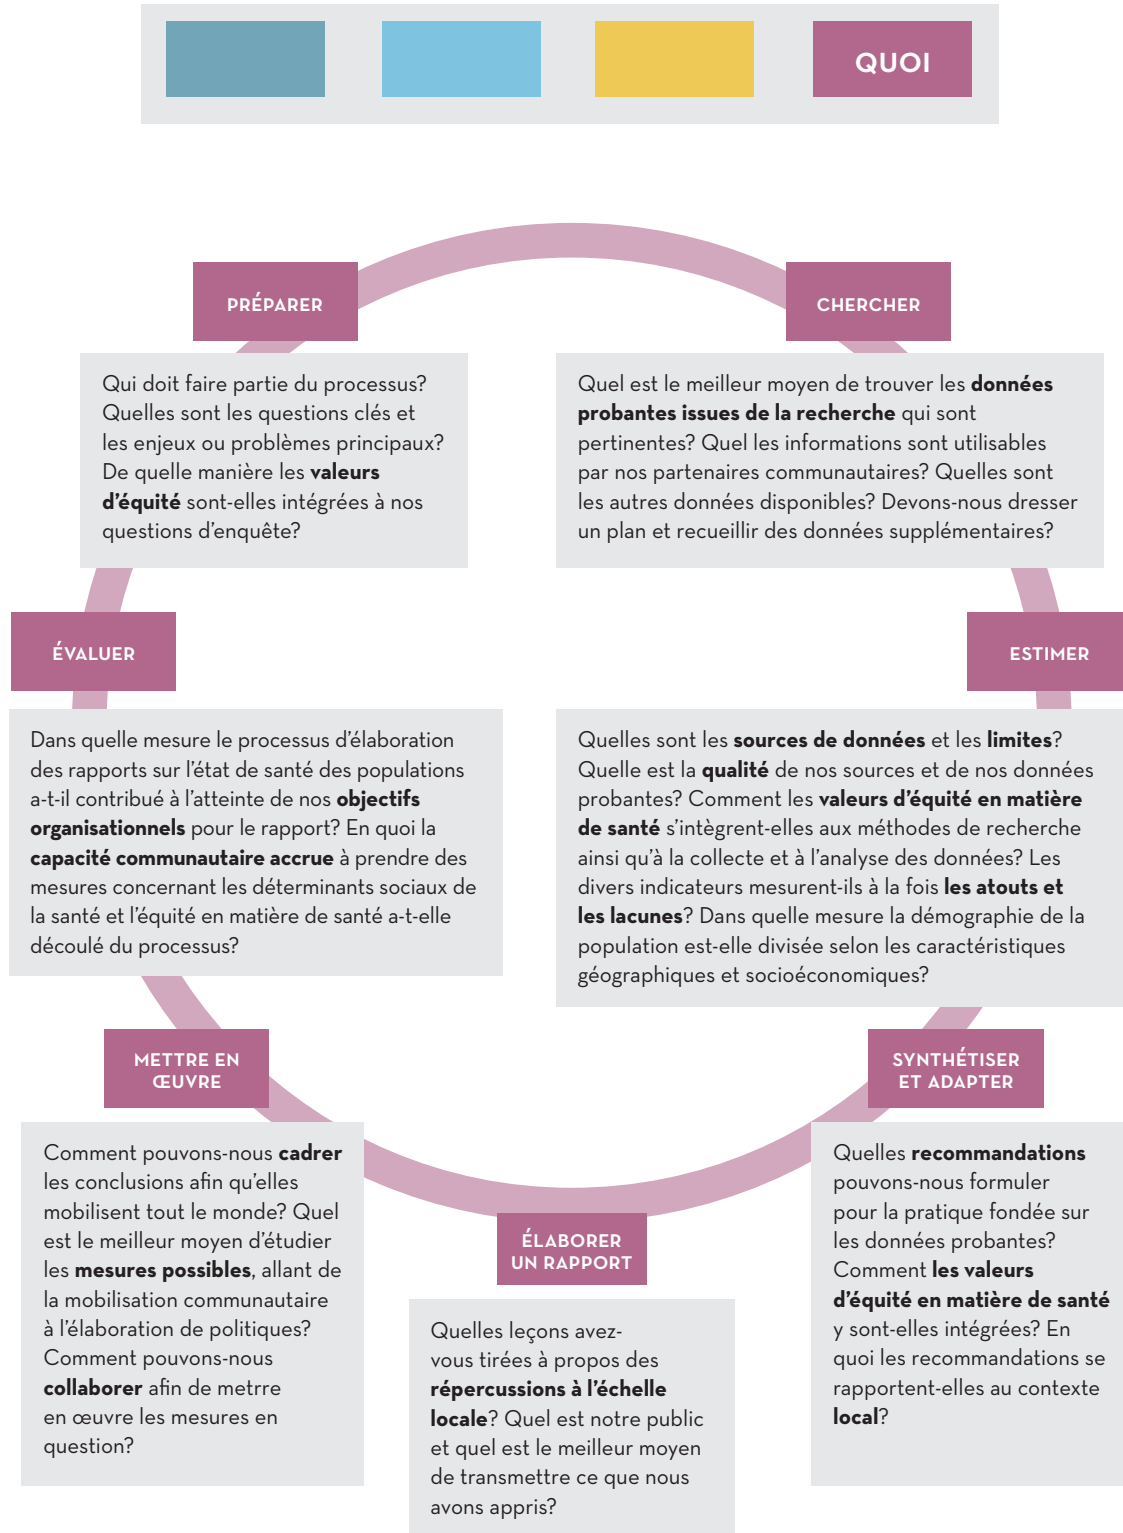 QUOI
PRÉPARER
Qui doit faire partie du processus?
Quelles sont les questions clés et
les enjeux ou problèmes principaux?
De quelle manière les valeurs
d'équité sont-elles intégrées à nos
questions d'enquête?
CHERCHER
Quel est le meilleur moyen de trouver les données
probantes issues de la recherche qui sont
pertinentes? Quel les informations sont utilisables
par nos partenaires communautaires? Quelles sont
les autres données disponibles? Devons-nous dresser
un plan et recueillir des données supplémentaires?
ESTIMER
Quelles sont les sources de données et les limites?
Quelle est la qualité de nos sources et de nos données
probantes? Comment les valeurs d'équité en matière
de santé s'intègrent-elles aux méthodes de recherche
ainsi qu'à la collecte et à l'analyse des données? Les
divers indicateurs mesurent-ils à la fois les atouts et
les lacunes? Dans quelle mesure la démographie de la
population est-elle divisée selon les caractéristiques
géographiques et socioéconomiques?
SYNTHÉTISER
ET ADAPTER
Quelles recommandations
pouvons-nous formuler
pour la pratique fondée sur
les données probantes?
Comment les valeurs
d'équité en matière de santé
y sont-elles intégrées? En
quoi les recommandations se
rapportent-elles au contexte
local?
ÉLABORER
UN RAPPORT
Quelles leçons avez-
vous tirées à propos des
répercussions à l'échelle
locale? Quel est notre public
et quel est le meilleur moyen
de transmettre ce que nous
avons appris?
METTRE EN
ŒUVRE
Comment pouvons-nous cadrer
les conclusions afin qu'elles
mobilisent tout le monde? Quel
est le meilleur moyen d'étudier
les mesures possibles, allant de
la mobilisation communautaire
à l'élaboration de politiques?
Comment pouvons-nous
collaborer afin de metrre
en œuvre les mesures en
question?
ÉVALUER
Dans quelle mesure le processus d'élaboration
des rapports sur l'état de santé des populations
a-t-il contribué à l'atteinte de nos objectifs
organisationnels pour le rapport? En quoi la
capacité communautaire accrue à prendre des
mesures concernant les déterminants sociaux de
la santé et l'équité en matière de santé a-t-elle
découlé du processus?